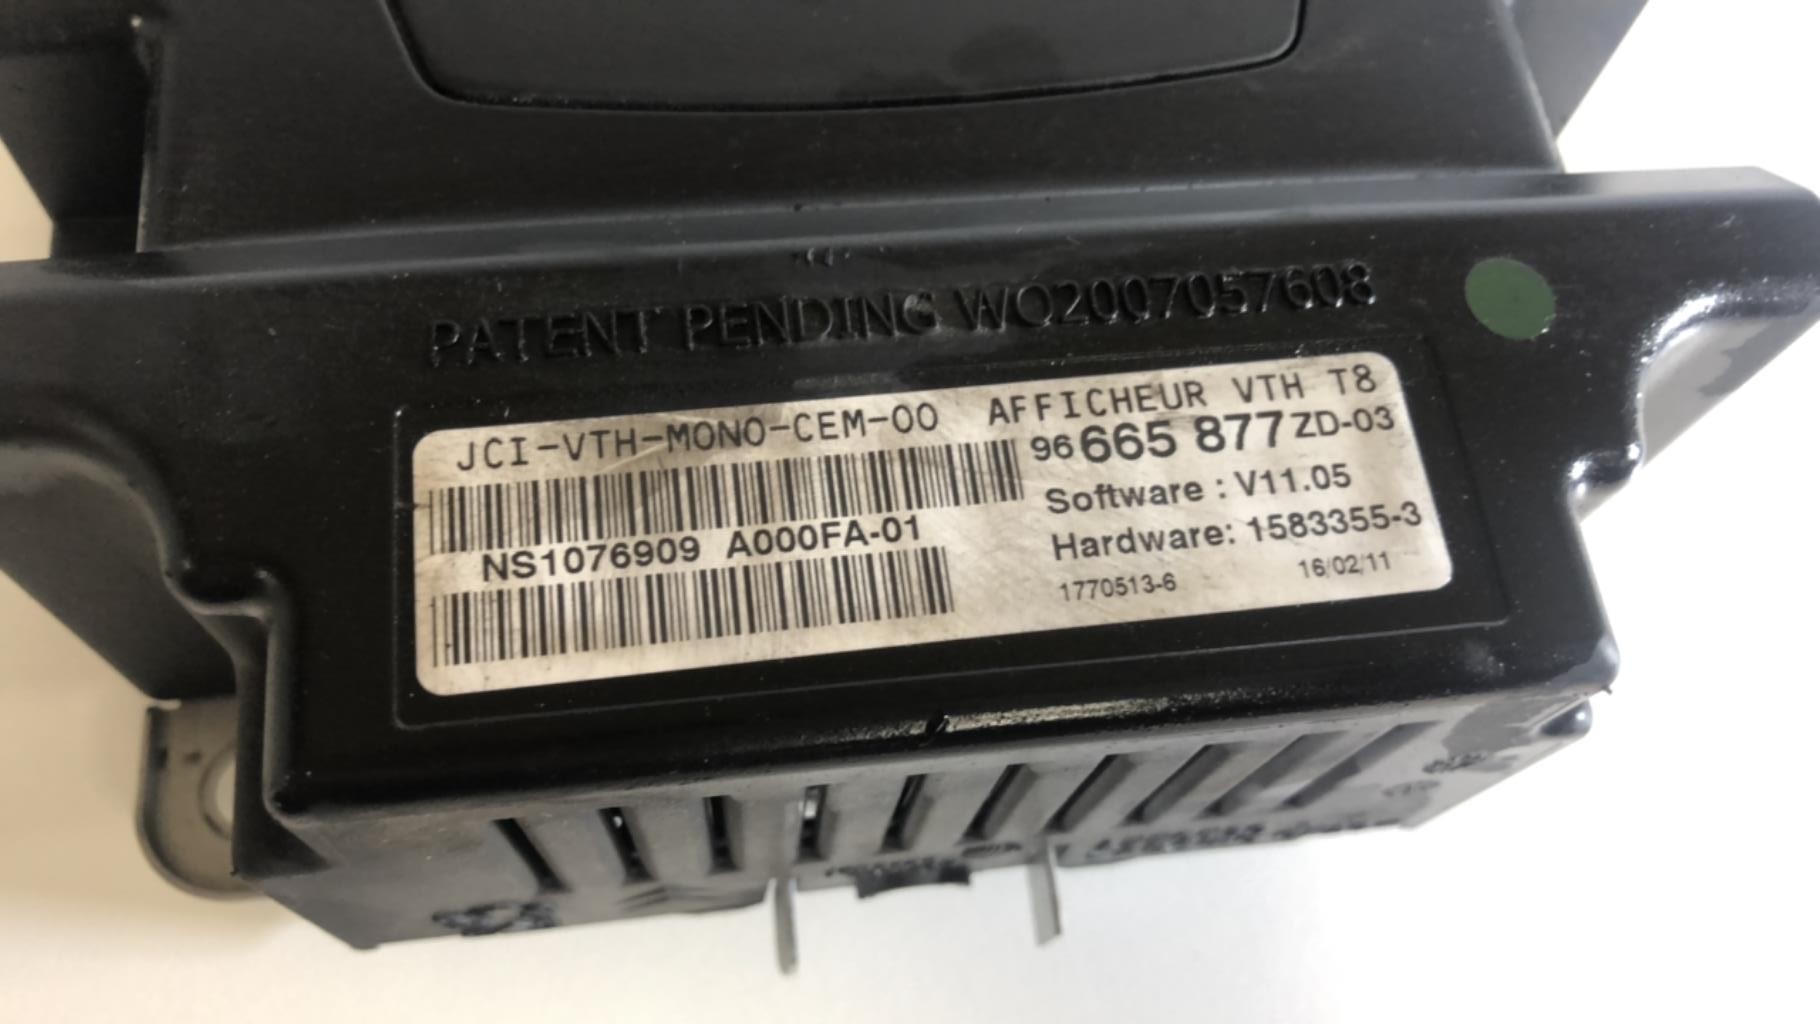 PATENT PENDING WO2007057608
JCI-VTH-MONO-CEM-00 AFFICHEUR VTH T8
96 665 877 ZD-03
Software : V11.05
NS1076909 A000FA-01
Hardware: 1583355-3
1770513-6 16/02/11